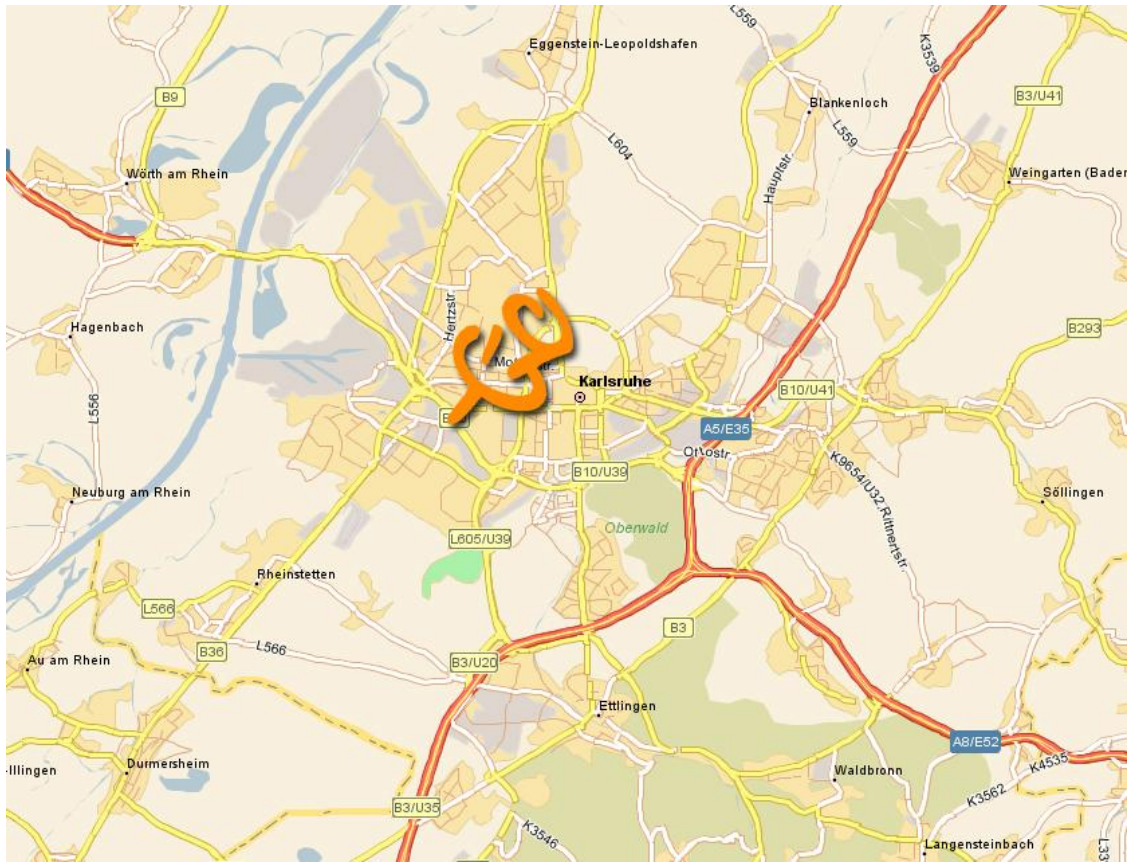 Eggenstein-Leopoldshafen
L559
K3539
B9
B3/U41
Blankenloch
L559
L604
Hauptstr.
Wörth am Rhein
Weingarten (Baden
Hertzstr.
Hagenbach
B293
L556
Karlsruhe
B10/U41
A5/E35
B10/U39
K9654/U32,Rittnertstr.
Neuburg am Rhein
Söllingen
Oberwald
L605/U39
Rheinstetten
L566
B3
B36
L566
Au am Rhein
B3/U20
Ettlingen
A8/E52
-Illingen
Durmersheim
Waldbronn
K4535
K3562
B3/U35
K3546
Langensteinbach